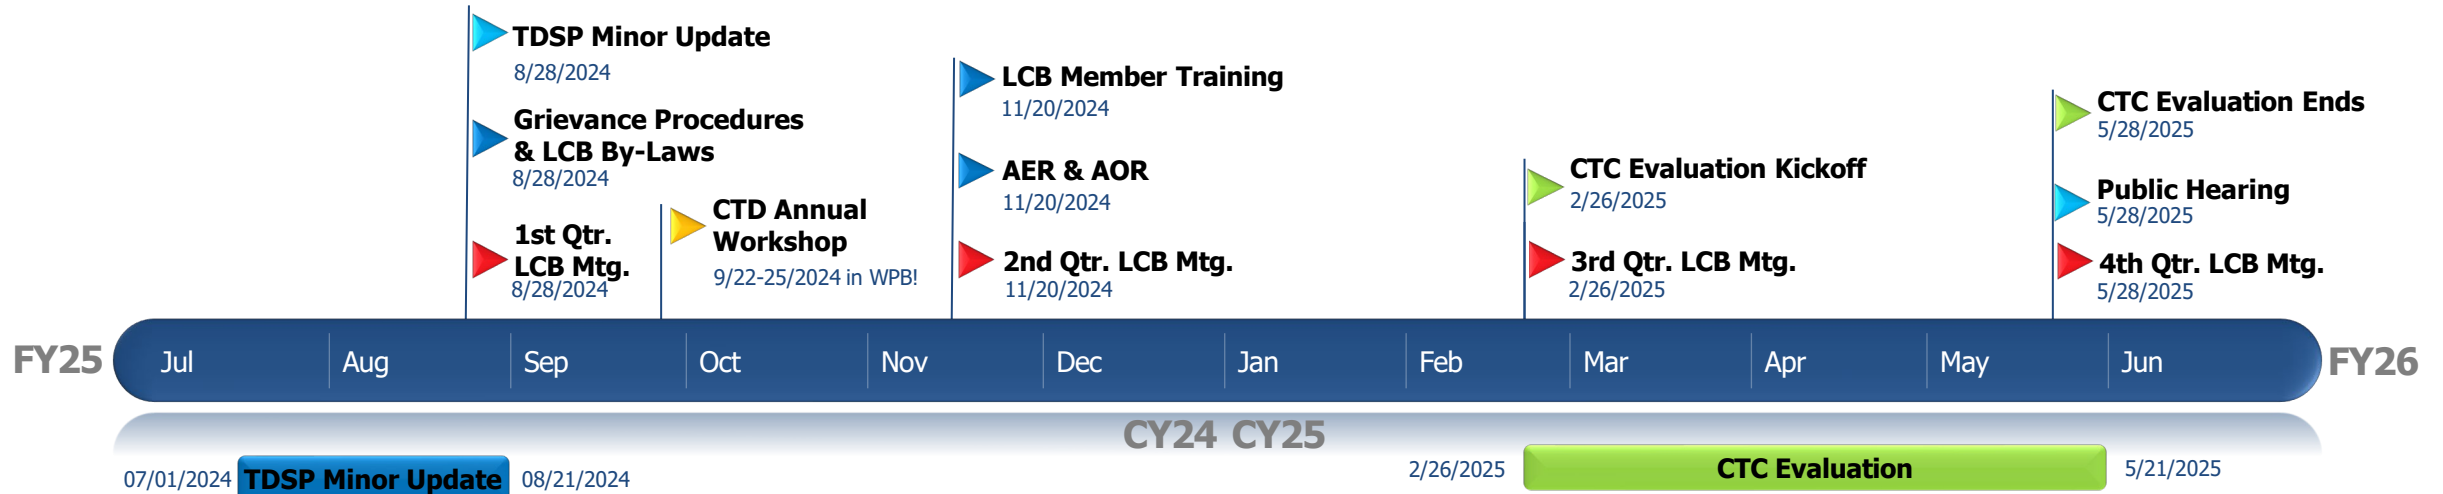 TDSP Minor Update
8/28/2024
Grievance Procedures
& LCB By-Laws
8/28/2024
1st Qtr.
LCB Mtg.
8/28/2024
CTD Annual
Workshop
9/22-25/2024 in WPB!
LCB Member Training
11/20/2024
AER & AOR
11/20/2024
2nd Qtr. LCB Mtg.
11/20/2024
CTC Evaluation Kickoff
2/26/2025
3rd Qtr. LCB Mtg.
2/26/2025
CTC Evaluation Ends
5/28/2025
Public Hearing
5/28/2025
4th Qtr. LCB Mtg.
5/28/2025
FY25 Jul Aug Sep Oct Nov Dec Jan Feb Mar Apr May Jun FY26
CY24 CY25
07/01/2024 TDSP Minor Update 08/21/2024
2/26/2025 CTC Evaluation 5/21/2025